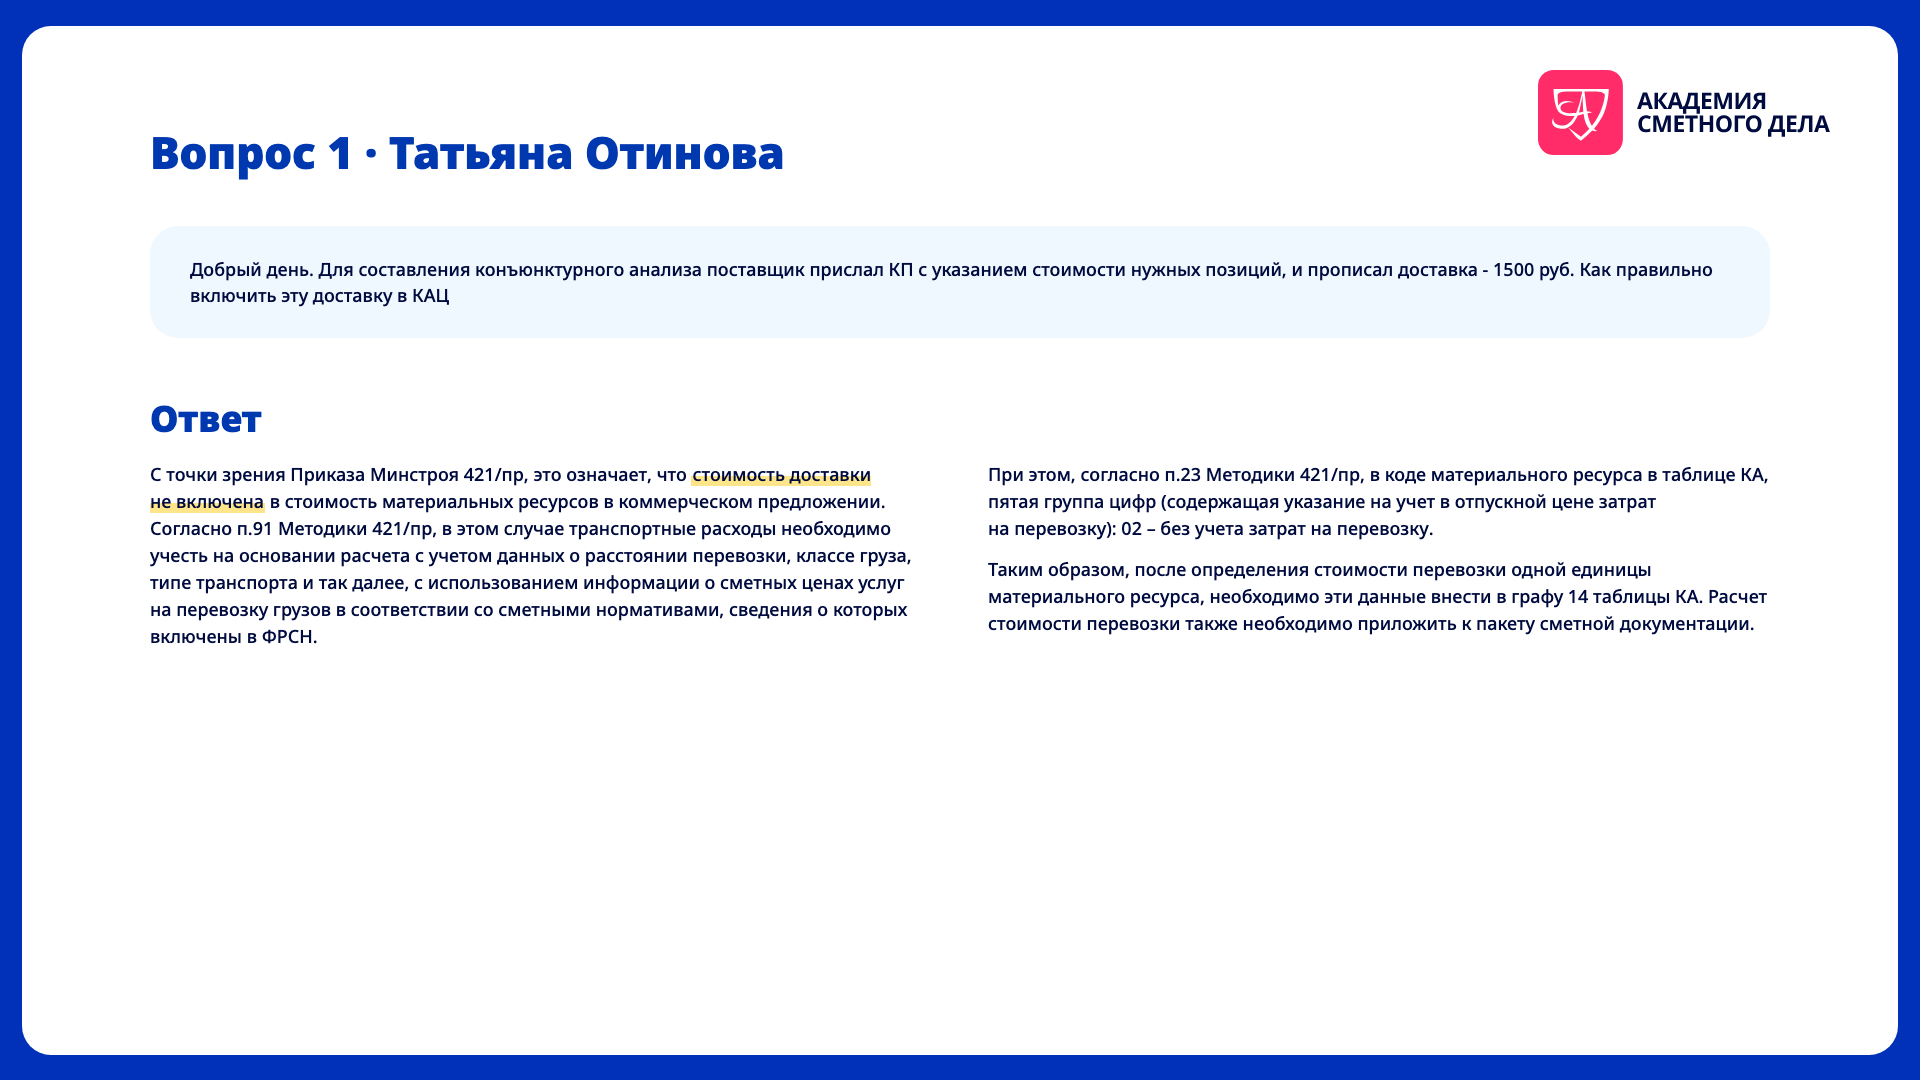 АКАДЕМИЯ
СМЕТНОГО ДЕЛА
Вопрос 1 · Татьяна Отинова
Добрый день. Для составления конъюнктурного анализа поставщик прислал КП с указанием стоимости нужных позиций, и прописал доставка - 1500 руб. Как правильно
включить эту доставку в КАЦ
Ответ
С точки зрения Приказа Минстроя 421/пр, это означает, что стоимость доставки
не включена в стоимость материальных ресурсов в коммерческом предложении.
Согласно п.91 Методики 421/пр, в этом случае транспортные расходы необходимо
учесть на основании расчета с учетом данных о расстоянии перевозки, классе груза,
типе транспорта и так далее, с использованием информации о сметных ценах услуг
на перевозку грузов в соответствии со сметными нормативами, сведения о которых
включены в ФРСН.
При этом, согласно п.23 Методики 421/пр, в коде материального ресурса в таблице КА,
пятая группа цифр (содержащая указание на учет в отпускной цене затрат
на перевозку): 02 – без учета затрат на перевозку.
Таким образом, после определения стоимости перевозки одной единицы
материального ресурса, необходимо эти данные внести в графу 14 таблицы КА. Расчет
стоимости перевозки также необходимо приложить к пакету сметной документации.